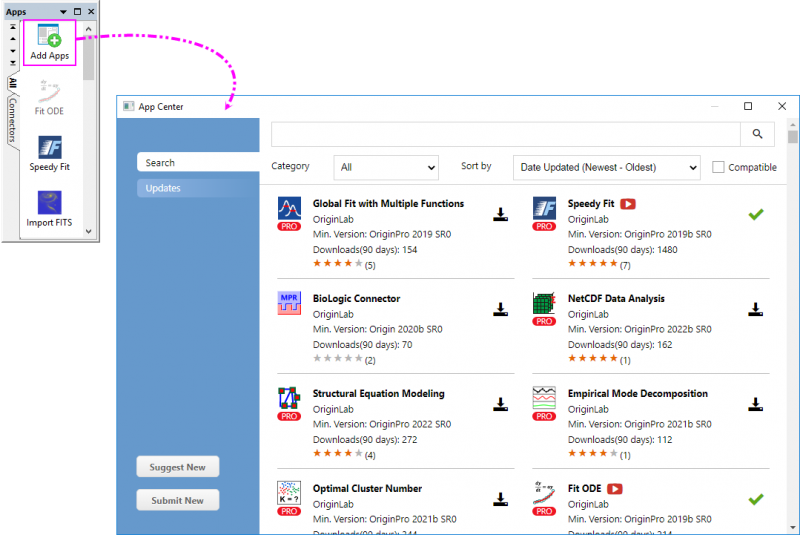 Apps
Add Apps
All
Connectors
Fit ODE
Speedy Fit
Import FITS
App Center
Search
Updates
Suggest New
Submit New
Category
All
Sort by
Date Updated (Newest - Oldest)
Compatible
Global Fit with Multiple Functions
OriginLab
PRO
Min. Version: OriginPro 2019 SR0
Downloads(90 days): 154
(5)
Speedy Fit
OriginLab
PRO
Min. Version: OriginPro 2019b SR0
Downloads(90 days): 1480
(7)
MPR
BioLogic Connector
OriginLab
Min. Version: Origin 2020b SR0
Downloads(90 days): 70
(2)
NetCDF Data Analysis
OriginLab
PRO
Min. Version: OriginPro 2022b SR0
Downloads(90 days): 162
(1)
Structural Equation Modeling
OriginLab
PRO
Min. Version: OriginPro 2022 SR0
Downloads(90 days): 272
(4)
Empirical Mode Decomposition
OriginLab
PRO
Min. Version: OriginPro 2021b SR0
Downloads(90 days): 112
(1)
K = ?
Optimal Cluster Number
OriginLab
PRO
Min. Version: OriginPro 2021b SR0
Fit ODE
OriginLab
PRO
Min. Version: OriginPro 2019b SR0